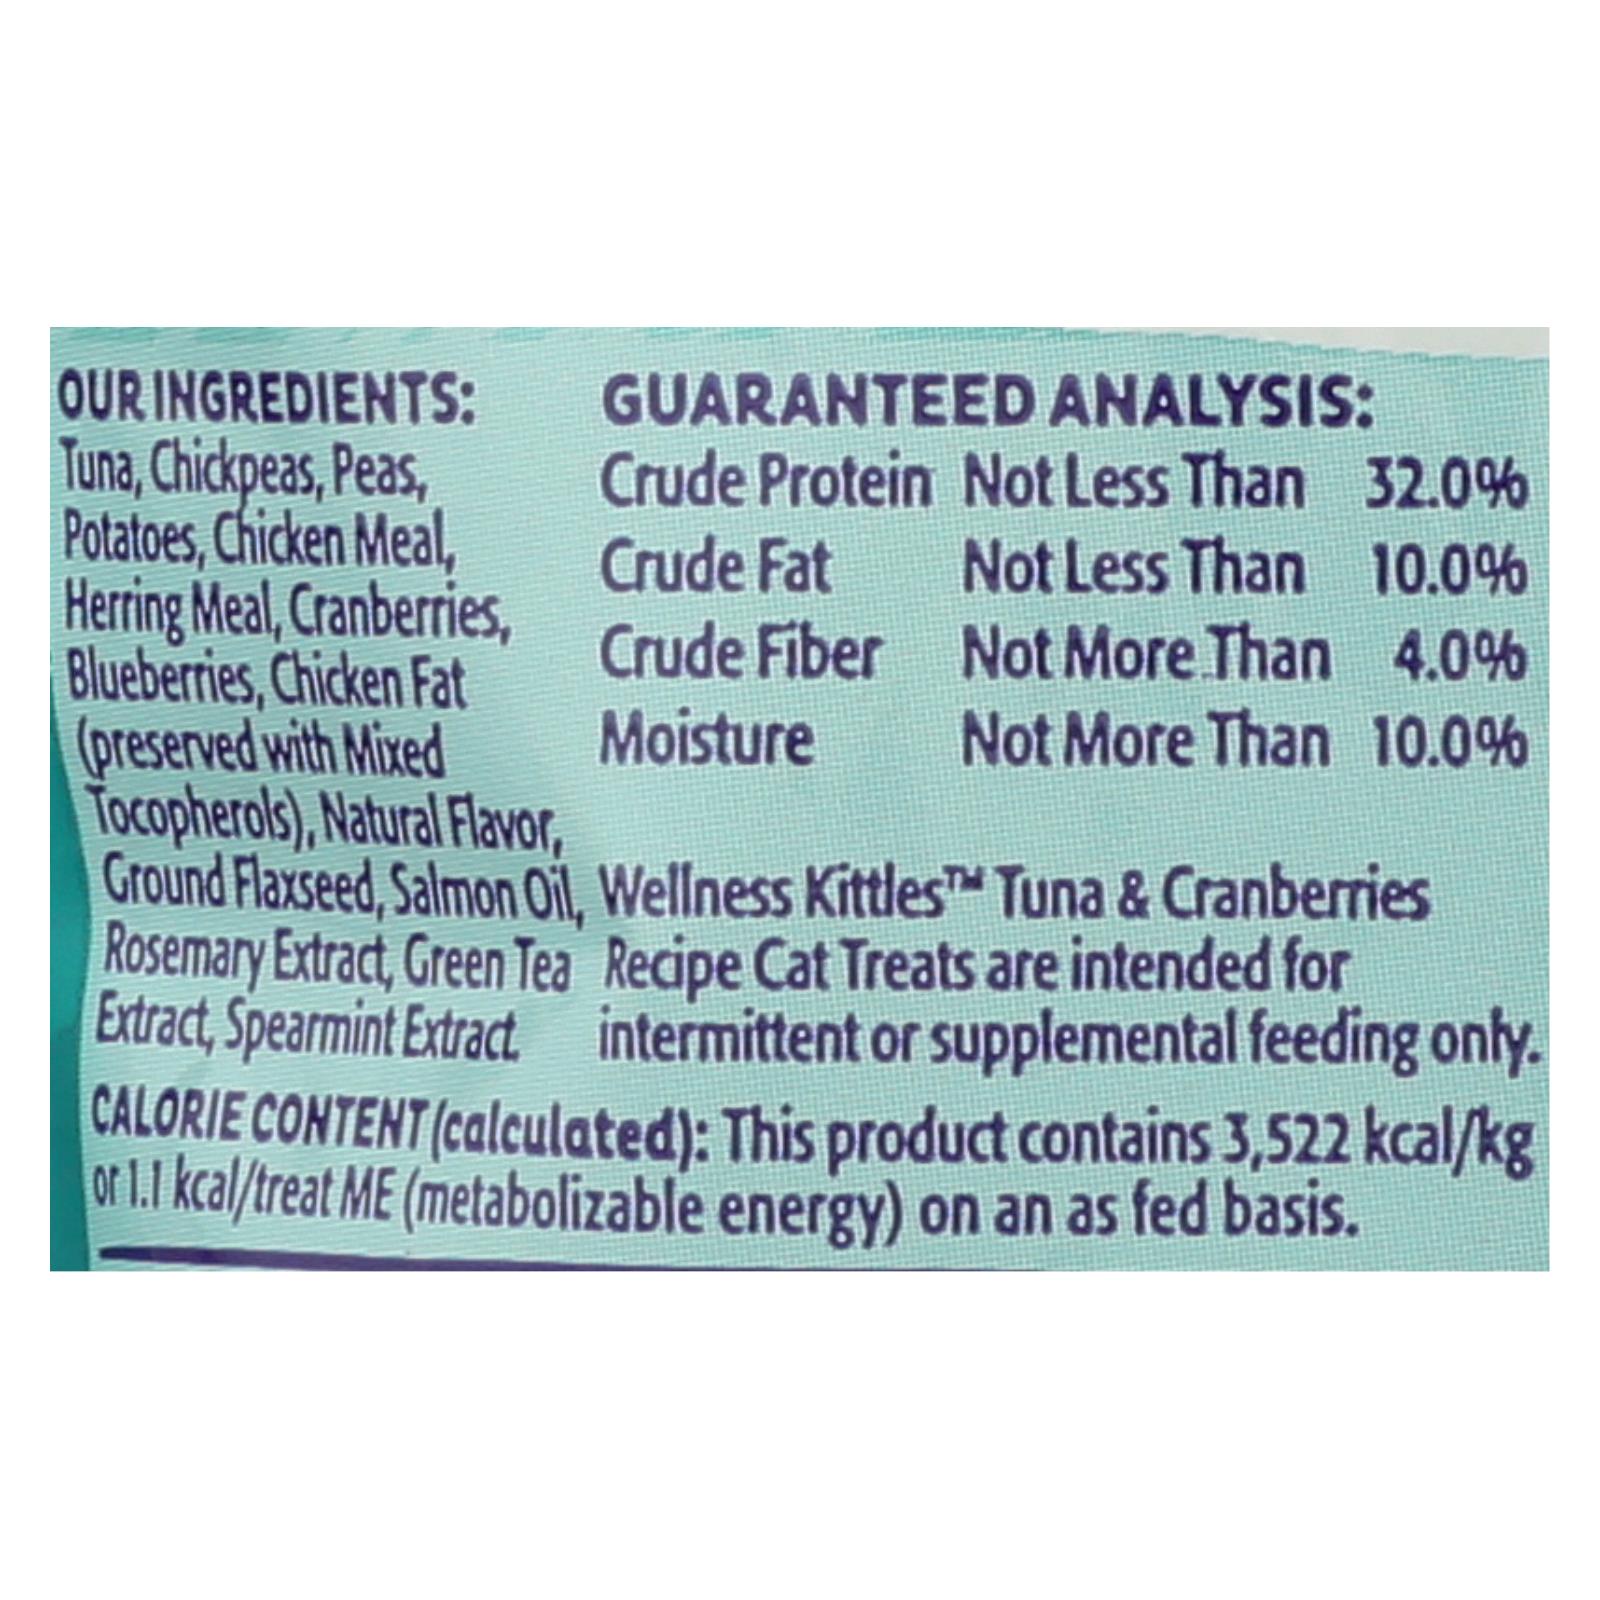 OUR INGREDIENTS:
Tuna, Chickpeas, Peas,
Potatoes, Chicken Meal,
Herring Meal, Cranberries,
Blueberries, Chicken Fat
(preserved with Mixed
Tocopherols), Natural Flavor,
Ground Flaxseed, Salmon Oil,
Rosemary Extract, Green Tea
Extract, Spearmint Extract.
GUARANTEED ANALYSIS:
Crude Protein Not Less Than 32.0%
Crude Fat Not Less Than 10.0%
Crude Fiber Not More Than 4.0%
Moisture Not More Than 10.0%
Wellness Kittles™ Tuna & Cranberries
Recipe Cat Treats are intended for
intermittent or supplemental feeding only.
CALORIE CONTENT (calculated): This product contains 3,522 kcal/kg
or 1.1 kcal/treat ME (metabolizable energy) on an as fed basis.